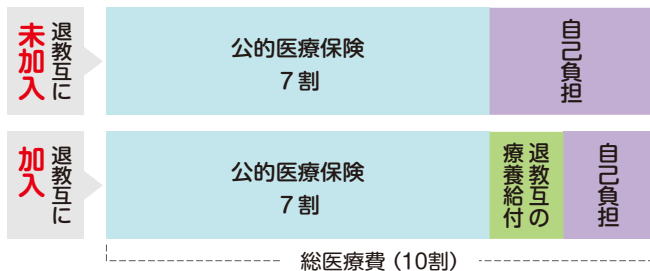 退教互に
未加入
公的医療保険
７割
自己負担
退教互に
加入
公的医療保険
７割
退教互の
療養給付
自己負担
総医療費（10割）